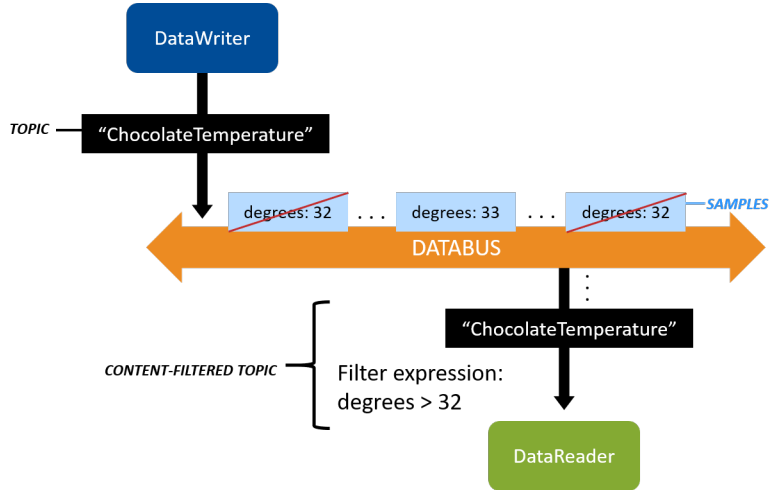 DataWriter
TOPIC
“ChocolateTemperature”
degrees: 32 . . . degrees: 33 . . . degrees: 32
SAMPLES
DATABUS
“ChocolateTemperature”
CONTENT-FILTERED TOPIC
Filter expression:
degrees > 32
DataReader